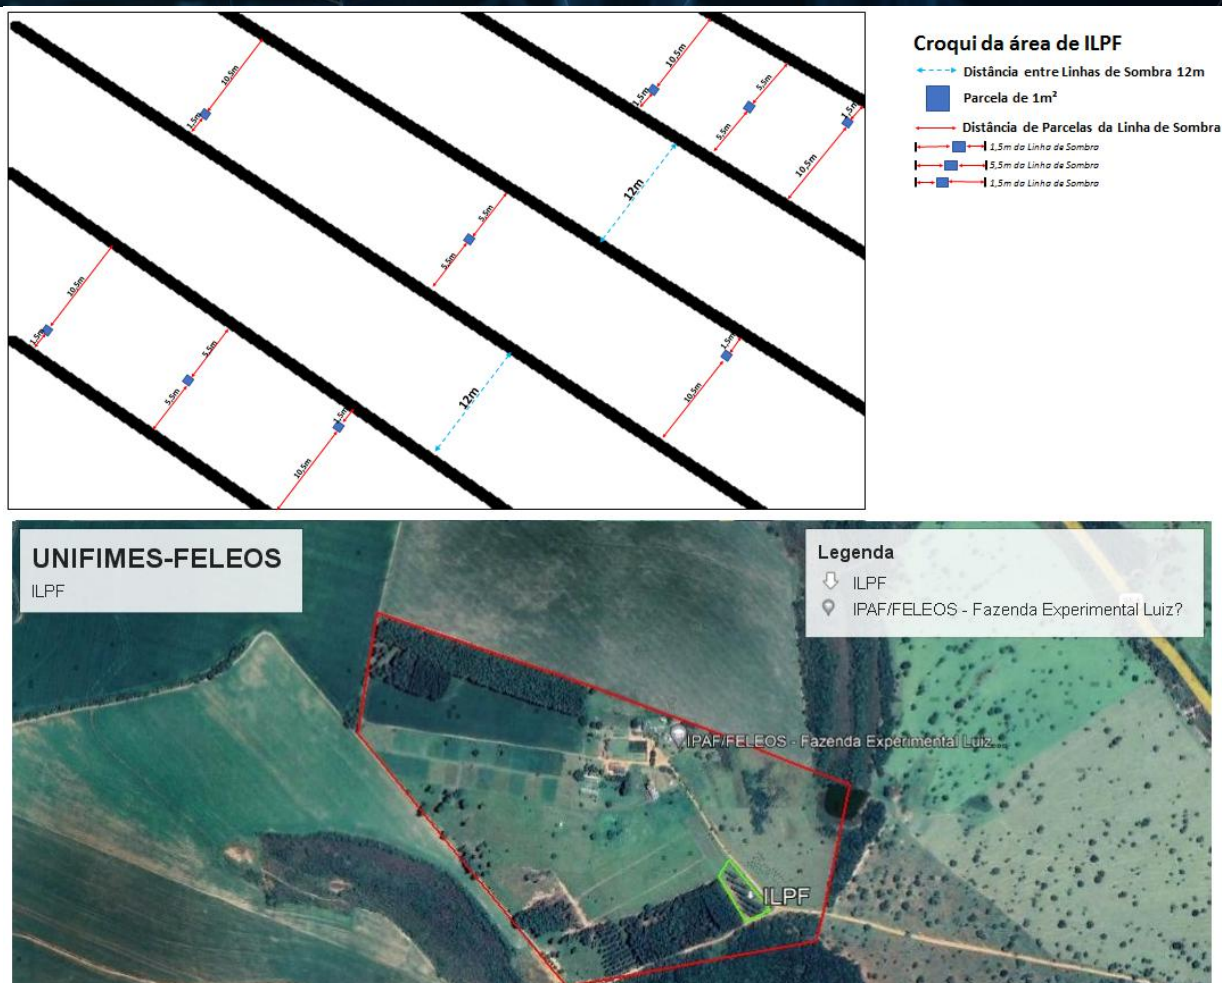 10,5m
1,5m
10,5m
1,5m
5,5m
5,5m
1,5m
10,5m
12m
5,5m
5,5m
10,5m
1,5m
5,5m
5,5m
1,5m
10,5m
12m
1,5m
10,5m
Croqui da área de ILPF
Distância entre Linhas de Sombra 12m
Parcela de 1m²
Distância de Parcelas da Linha de Sombra
1,5m da Linha de Sombra
5,5m da Linha de Sombra
1,5m da Linha de Sombra
UNIFIMES-FELEOS
ILPF
Legenda
ILPF
IPAF/FELEOS - Fazenda Experimental Luiz?
IPAF/FELEOS - Fazenda Experimental Luiz...
ILPF